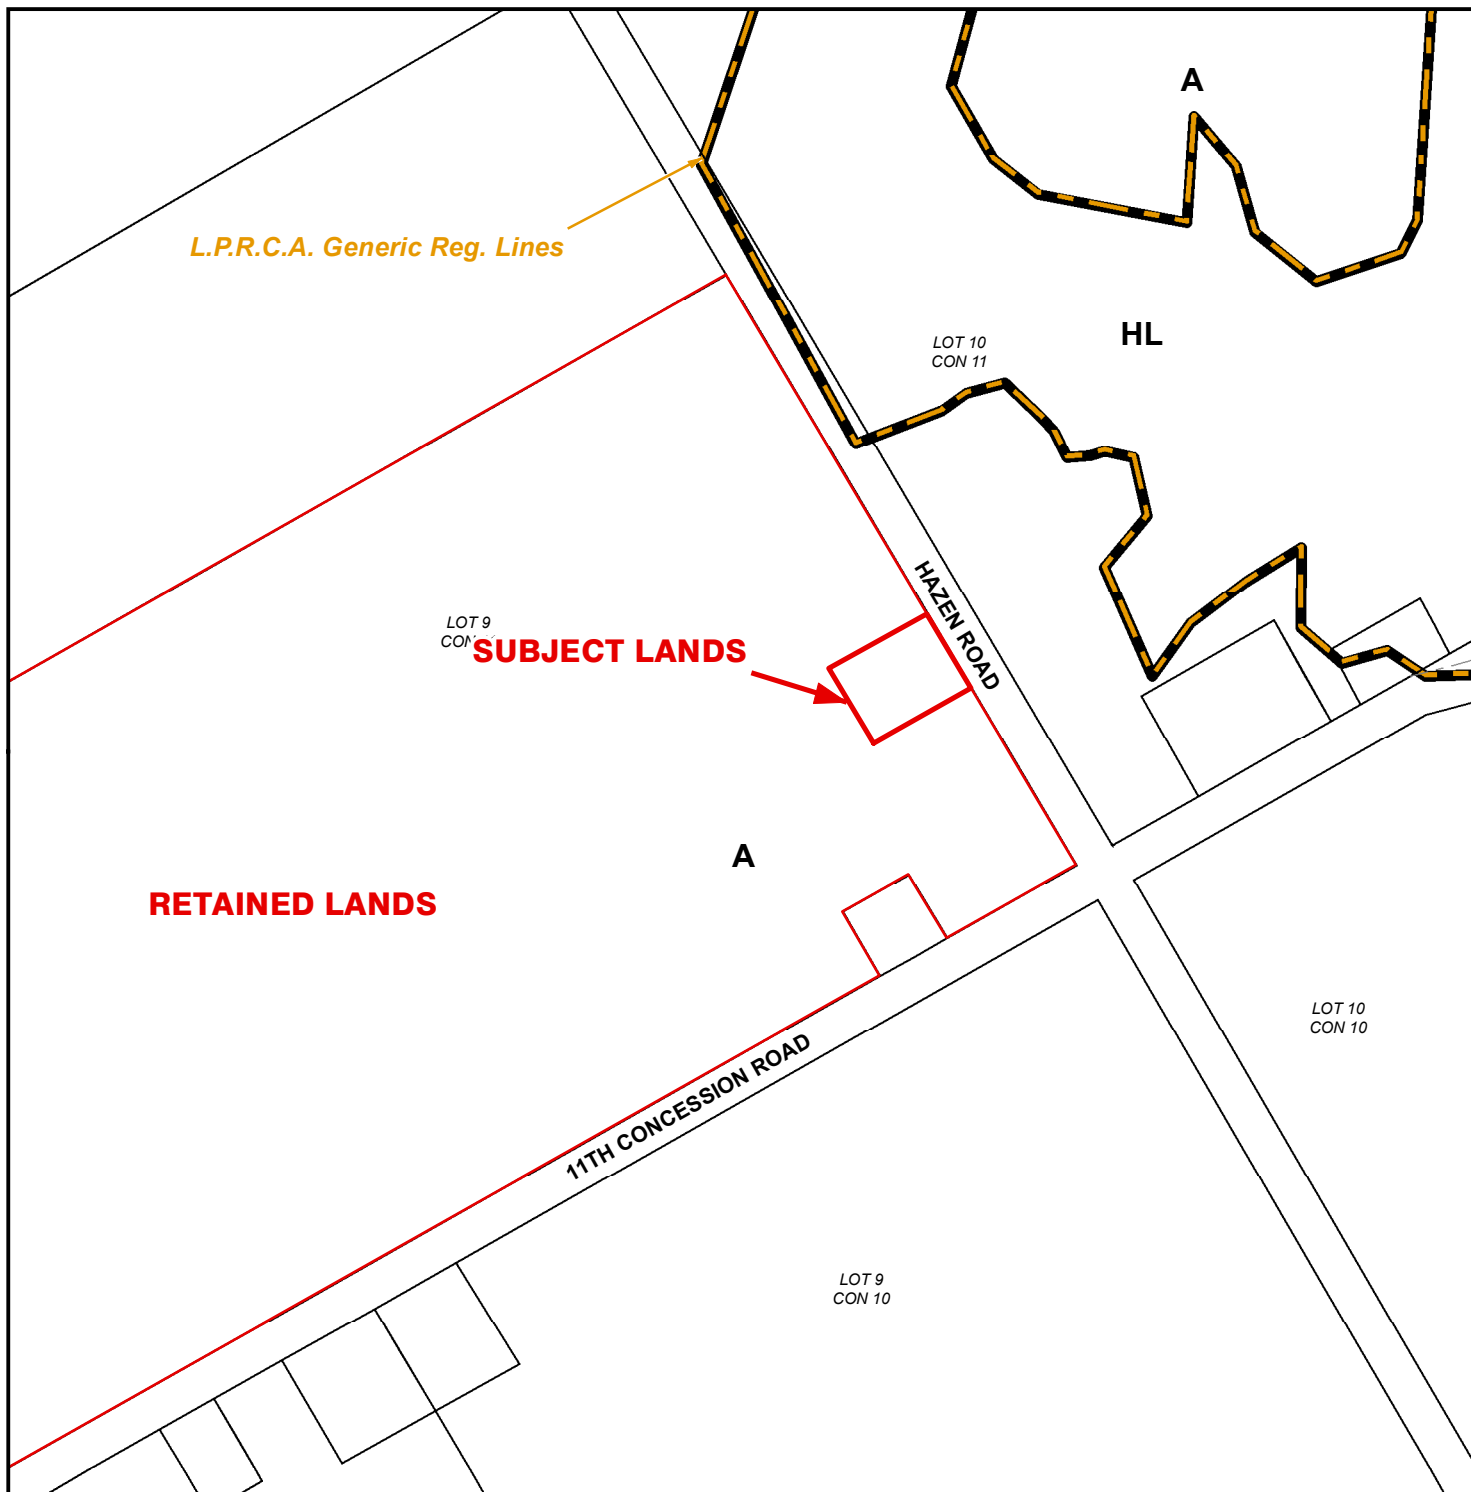 A
L.P.R.C.A. Generic Reg. Lines
HL
LOT 10
CON 11
HAZEN ROAD
LOT 9
CON
SUBJECT LANDS
A
RETAINED LANDS
LOT 10
CON 10
11TH CONCESSION ROAD
LOT 9
CON 10